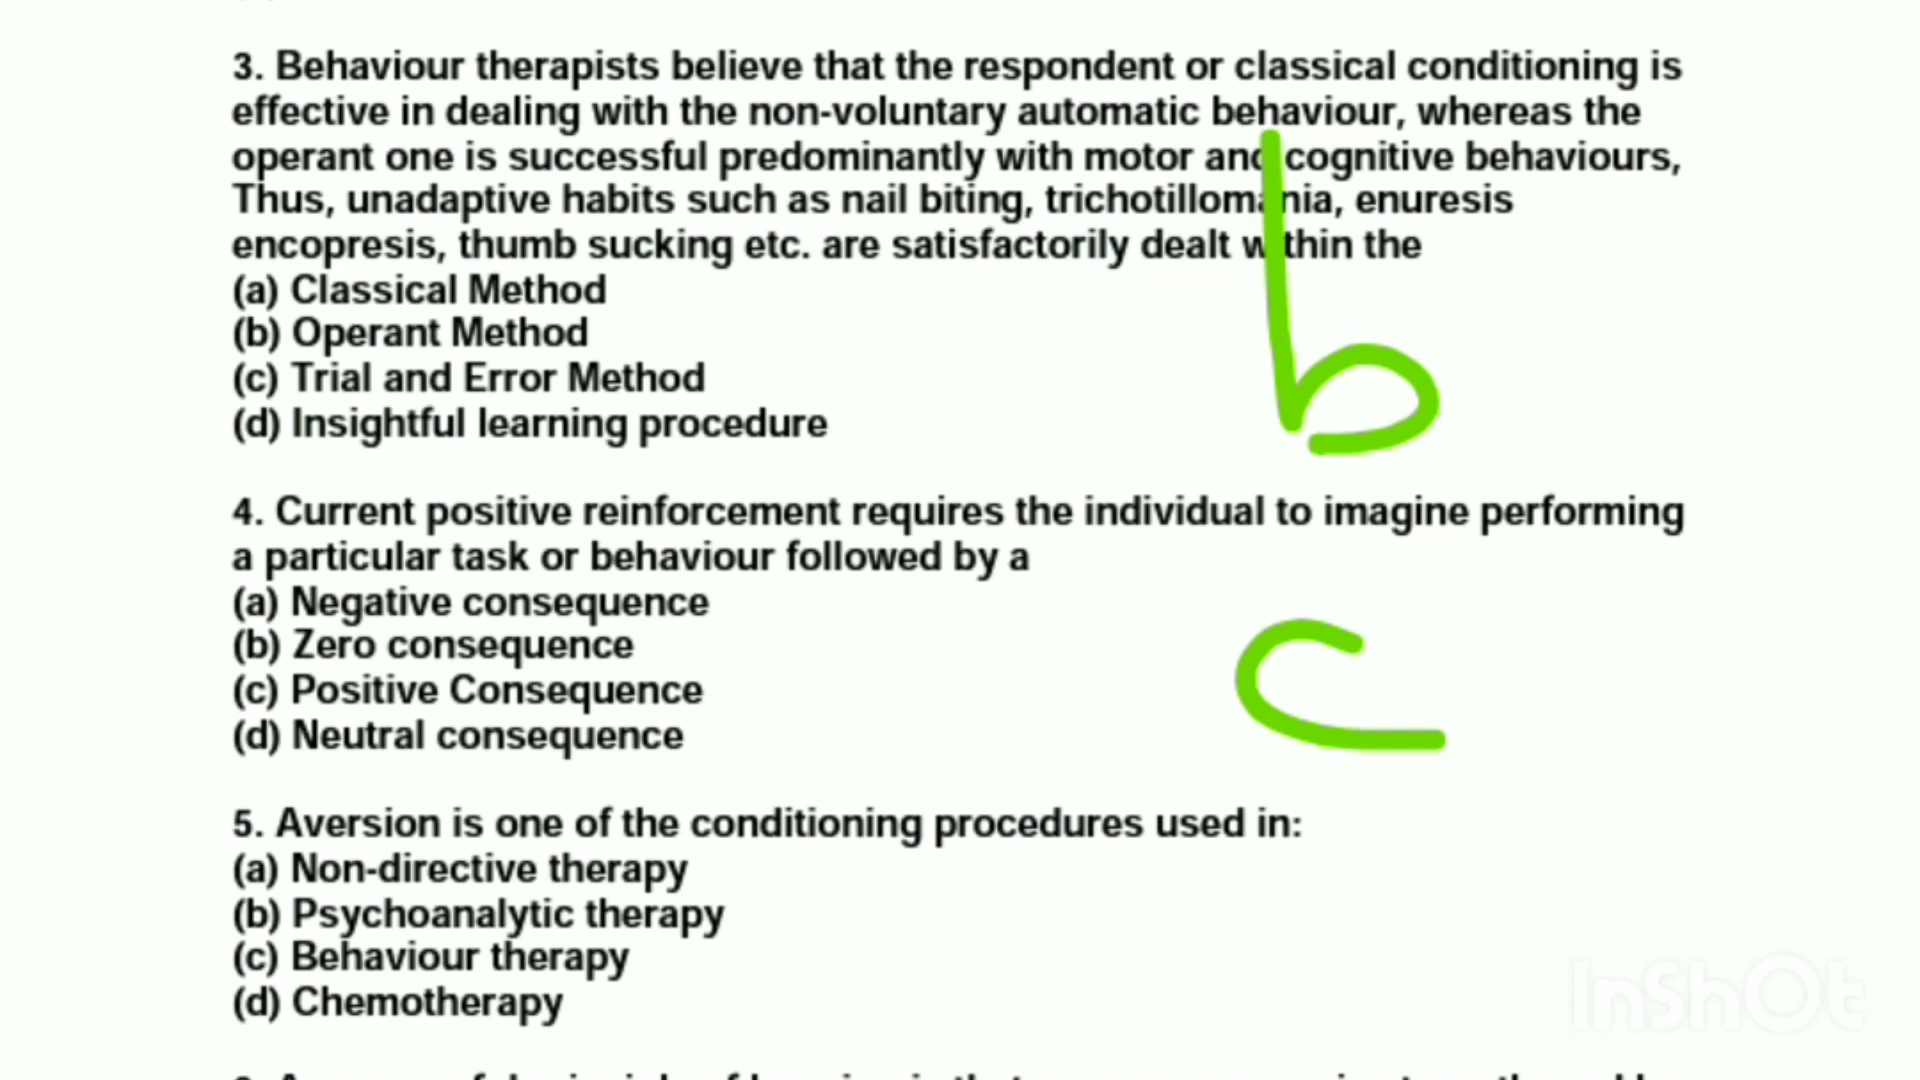 3. Behaviour therapists believe that the respondent or classical conditioning is
effective in dealing with the non-voluntary automatic behaviour, whereas the
operant one is successful predominantly with motor and cognitive behaviours,
Thus, unadaptive habits such as nail biting, trichotillomania, enuresis
encopresis, thumb sucking etc. are satisfactorily dealt within the
(a) Classical Method
(b) Operant Method
(c) Trial and Error Method
(d) Insightful learning procedure
b
4. Current positive reinforcement requires the individual to imagine performing
a particular task or behaviour followed by a
(a) Negative consequence
(b) Zero consequence
(c) Positive Consequence
(d) Neutral consequence
c
5. Aversion is one of the conditioning procedures used in:
(a) Non-directive therapy
(b) Psychoanalytic therapy
(c) Behaviour therapy
(d) Chemotherapy
InShOt